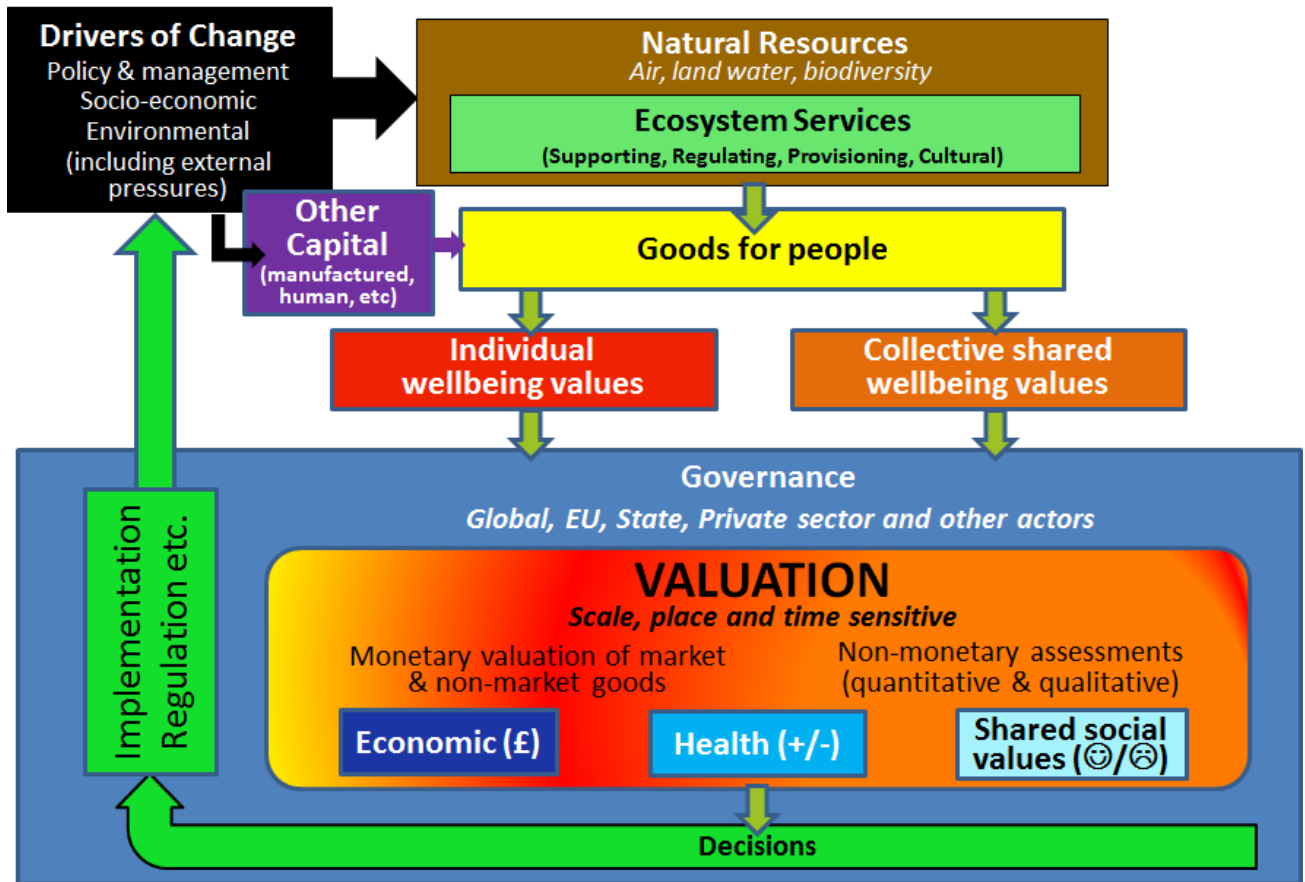 Drivers of Change
Policy & management
Socio-economic
Environmental
(including external
pressures)
Natural Resources
Air, land water, biodiversity
Ecosystem Services
(Supporting, Regulating, Provisioning, Cultural)
Other
Capital
(manufactured,
human, etc)
Goods for people
Individual
wellbeing values
Collective shared
wellbeing values
Governance
Global, EU, State, Private sector and other actors
Implementation
Regulation etc.
VALUATION
Scale, place and time sensitive
Monetary valuation of market
& non-market goods
Non-monetary assessments
(quantitative & qualitative)
Economic (£)
Health (+/-)
Shared social
values (☺/☹)
Decisions